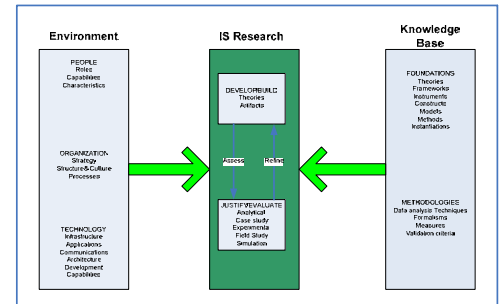 Environment
PEOPLE
Roles
Capabilities
Characteristics
ORGANIZATION
Strategy
Structure&Culture
Processes
TECHNOLOGY
Infrastructure
Applications
Communications
Architecture
Development
Capabilities
IS Research
DEVELOP/BUILD
Theories
Artifacts
Assess
Refine
JUSTIFY/EVALUATE
Analytical
Case study
Experimental
Field Study
Simulation
Knowledge
Base
FOUNDATIONS
Theories
Frameworks
Instruments
Constructs
Models
Methods
Instantiations
METHODOLOGIES
Data analysis Techniques
Formalisms
Measures
Validation criteria